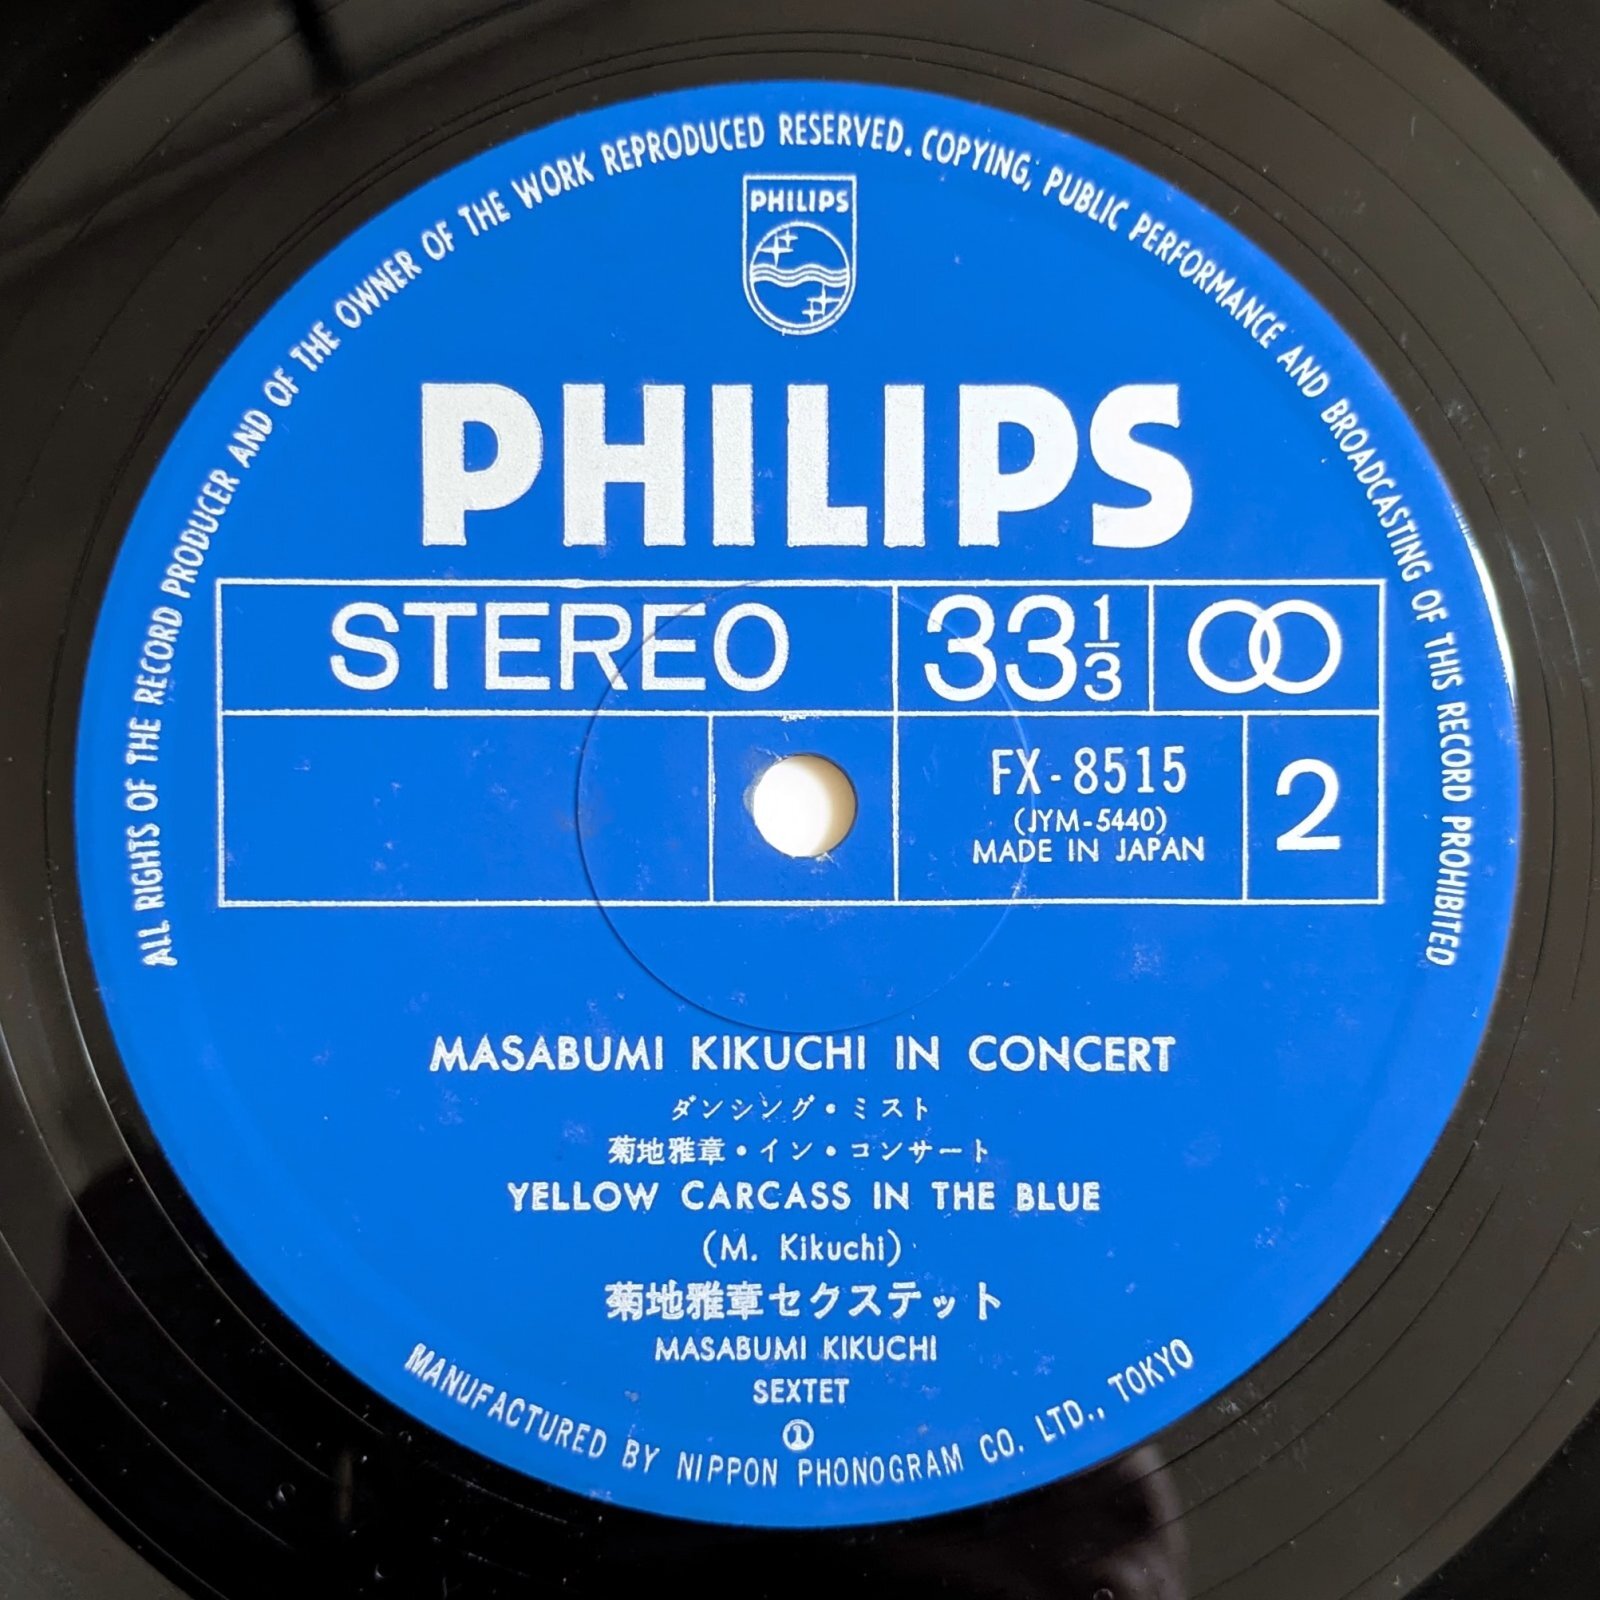 ALL RIGHTS OF THE RECORD PRODUCER AND OF THE OWNER OF THE WORK REPRODUCED RESERVED. COPYING, PUBLIC PERFORMANCE AND BROADCASTING OF THIS RECORD PROHIBITED
PHILIPS
PHILIPS
STEREO 33 1/3
FX-8515 2
(JYM-5440)
MADE IN JAPAN
MASABUMI KIKUCHI IN CONCERT
ダンシング・ミスト
菊地雅章・イン・コンサート
YELLOW CARCASS IN THE BLUE
(M. Kikuchi)
菊地雅章セクステット
MASABUMI KIKUCHI
SEXTET
①
MANUFACTURED BY NIPPON PHONOGRAM CO. LTD., TOKYO